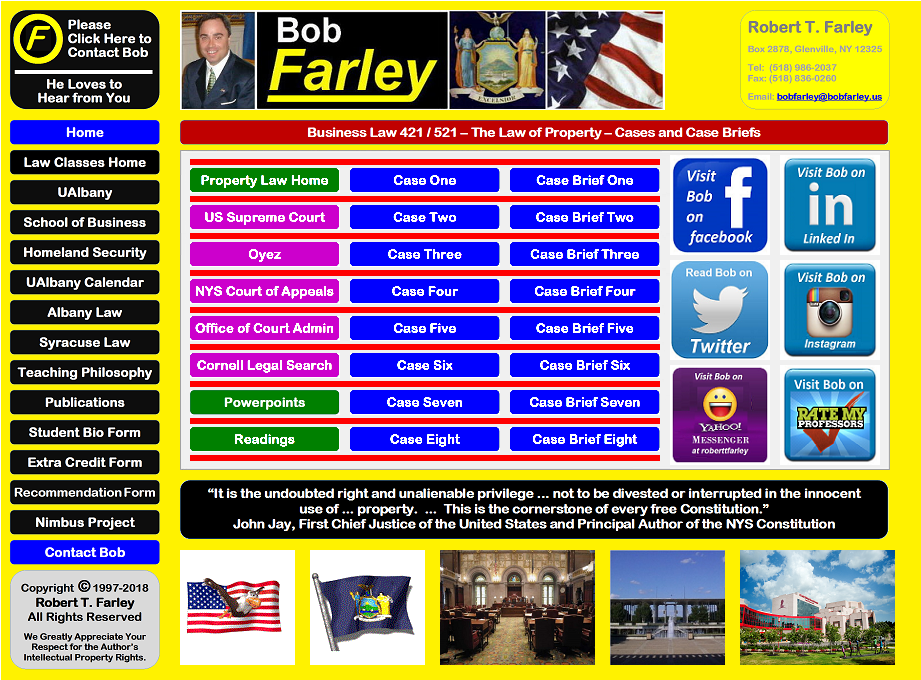 F
Please
Click Here to
Contact Bob
He Loves to
Hear from You
Bob
Farley
EXCELSIOR
Robert T. Farley
Box 2878, Glenville, NY 12325
Tel: (518) 986-2037
Fax: (518) 836-0260
Email: bobfarley@bobfarley.us
Home
Law Classes Home
UAlbany
School of Business
Homeland Security
UAlbany Calendar
Albany Law
Syracuse Law
Teaching Philosophy
Publications
Student Bio Form
Extra Credit Form
Recommendation Form
Nimbus Project
Contact Bob
Copyright © 1997-2018
Robert T. Farley
All Rights Reserved
We Greatly Appreciate Your
Respect for the Author's
Intellectual Property Rights.
Business Law 421 / 521 – The Law of Property – Cases and Case Briefs
Property Law Home Case One Case Brief One
US Supreme Court Case Two Case Brief Two
Oyez Case Three Case Brief Three
NYS Court of Appeals Case Four Case Brief Four
Office of Court Admin Case Five Case Brief Five
Cornell Legal Search Case Six Case Brief Six
Powerpoints Case Seven Case Brief Seven
Readings Case Eight Case Brief Eight
Visit
Bob
on
facebook
f
Visit Bob on
in
Linked In
Read Bob on
Twitter
Visit Bob on
Instagram
Visit Bob on
YAHOO!
MESSENGER
at roberttfarley
Visit Bob on
RATE MY
PROFESSORS
“It is the undoubted right and unalienable privilege ... not to be divested or interrupted in the innocent
use of ... property. ... This is the cornerstone of every free Constitution.”
John Jay, First Chief Justice of the United States and Principal Author of the NYS Constitution